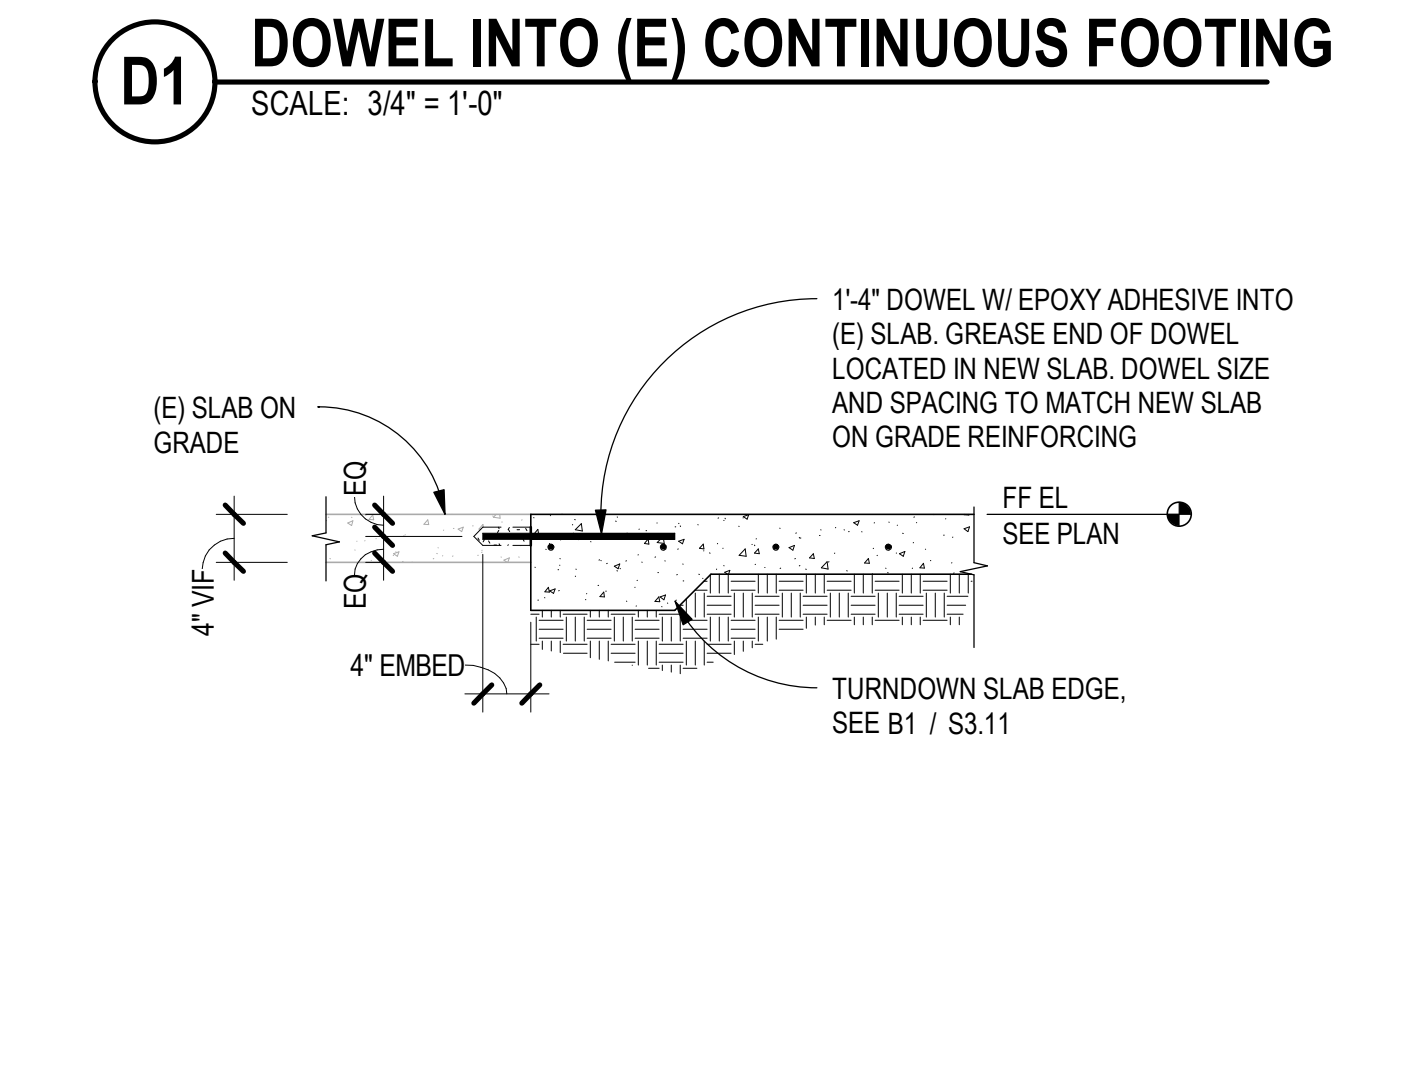 D1
DOWEL INTO (E) CONTINUOUS FOOTING
SCALE: 3/4" = 1'-0"
1'-4" DOWEL W/ EPOXY ADHESIVE INTO
(E) SLAB. GREASE END OF DOWEL
LOCATED IN NEW SLAB. DOWEL SIZE
AND SPACING TO MATCH NEW SLAB
ON GRADE REINFORCING
(E) SLAB ON
GRADE
EQ
EQ
4" VIF
FF EL
SEE PLAN
4" EMBED
TURNDOWN SLAB EDGE,
SEE B1 / S3.11